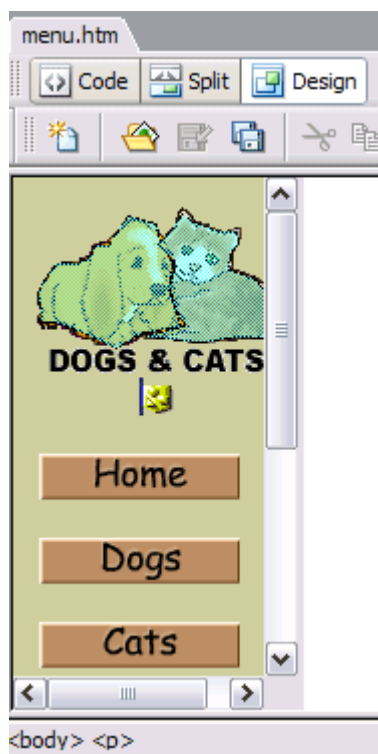 menu.htm
Code Split Design
DOGS & CATS
Home
Dogs
Cats
<body> <p>